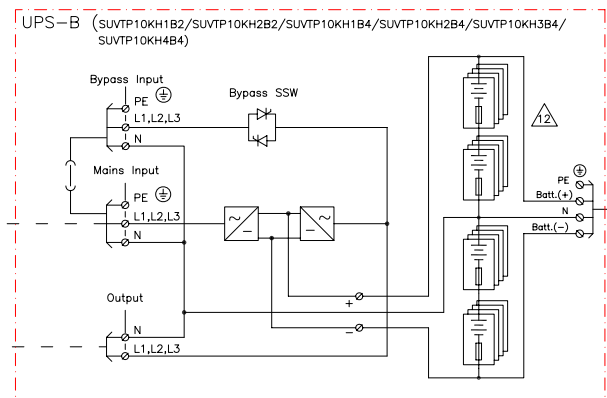 UPS-B (SUVTP10KH1B2/SUVTP10KH2B2/SUVTP10KH1B4/SUVTP10KH2B4/SUVTP10KH3B4/
SUVTP10KH4B4)
Bypass Input
PE
L1,L2,L3
N
Bypass SSW
12
Mains Input
PE
L1,L2,L3
N
PE
Batt.(+)
N
Batt.(-)
+
-
Output
N
L1,L2,L3